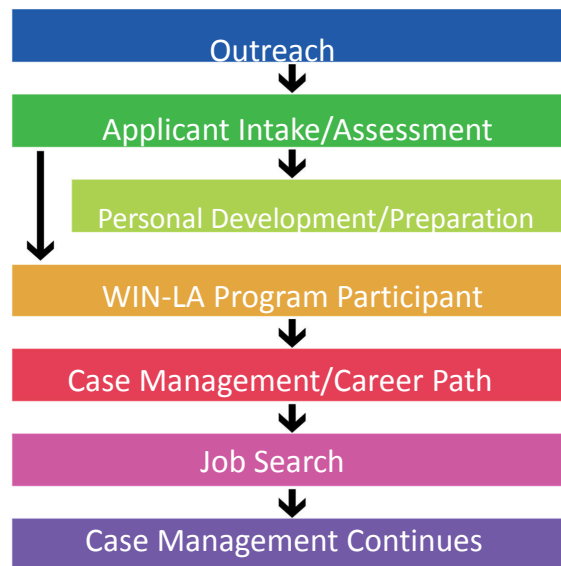 Outreach
Applicant Intake/Assessment
Personal Development/Preparation
WIN-LA Program Participant
Case Management/Career Path
Job Search
Case Management Continues